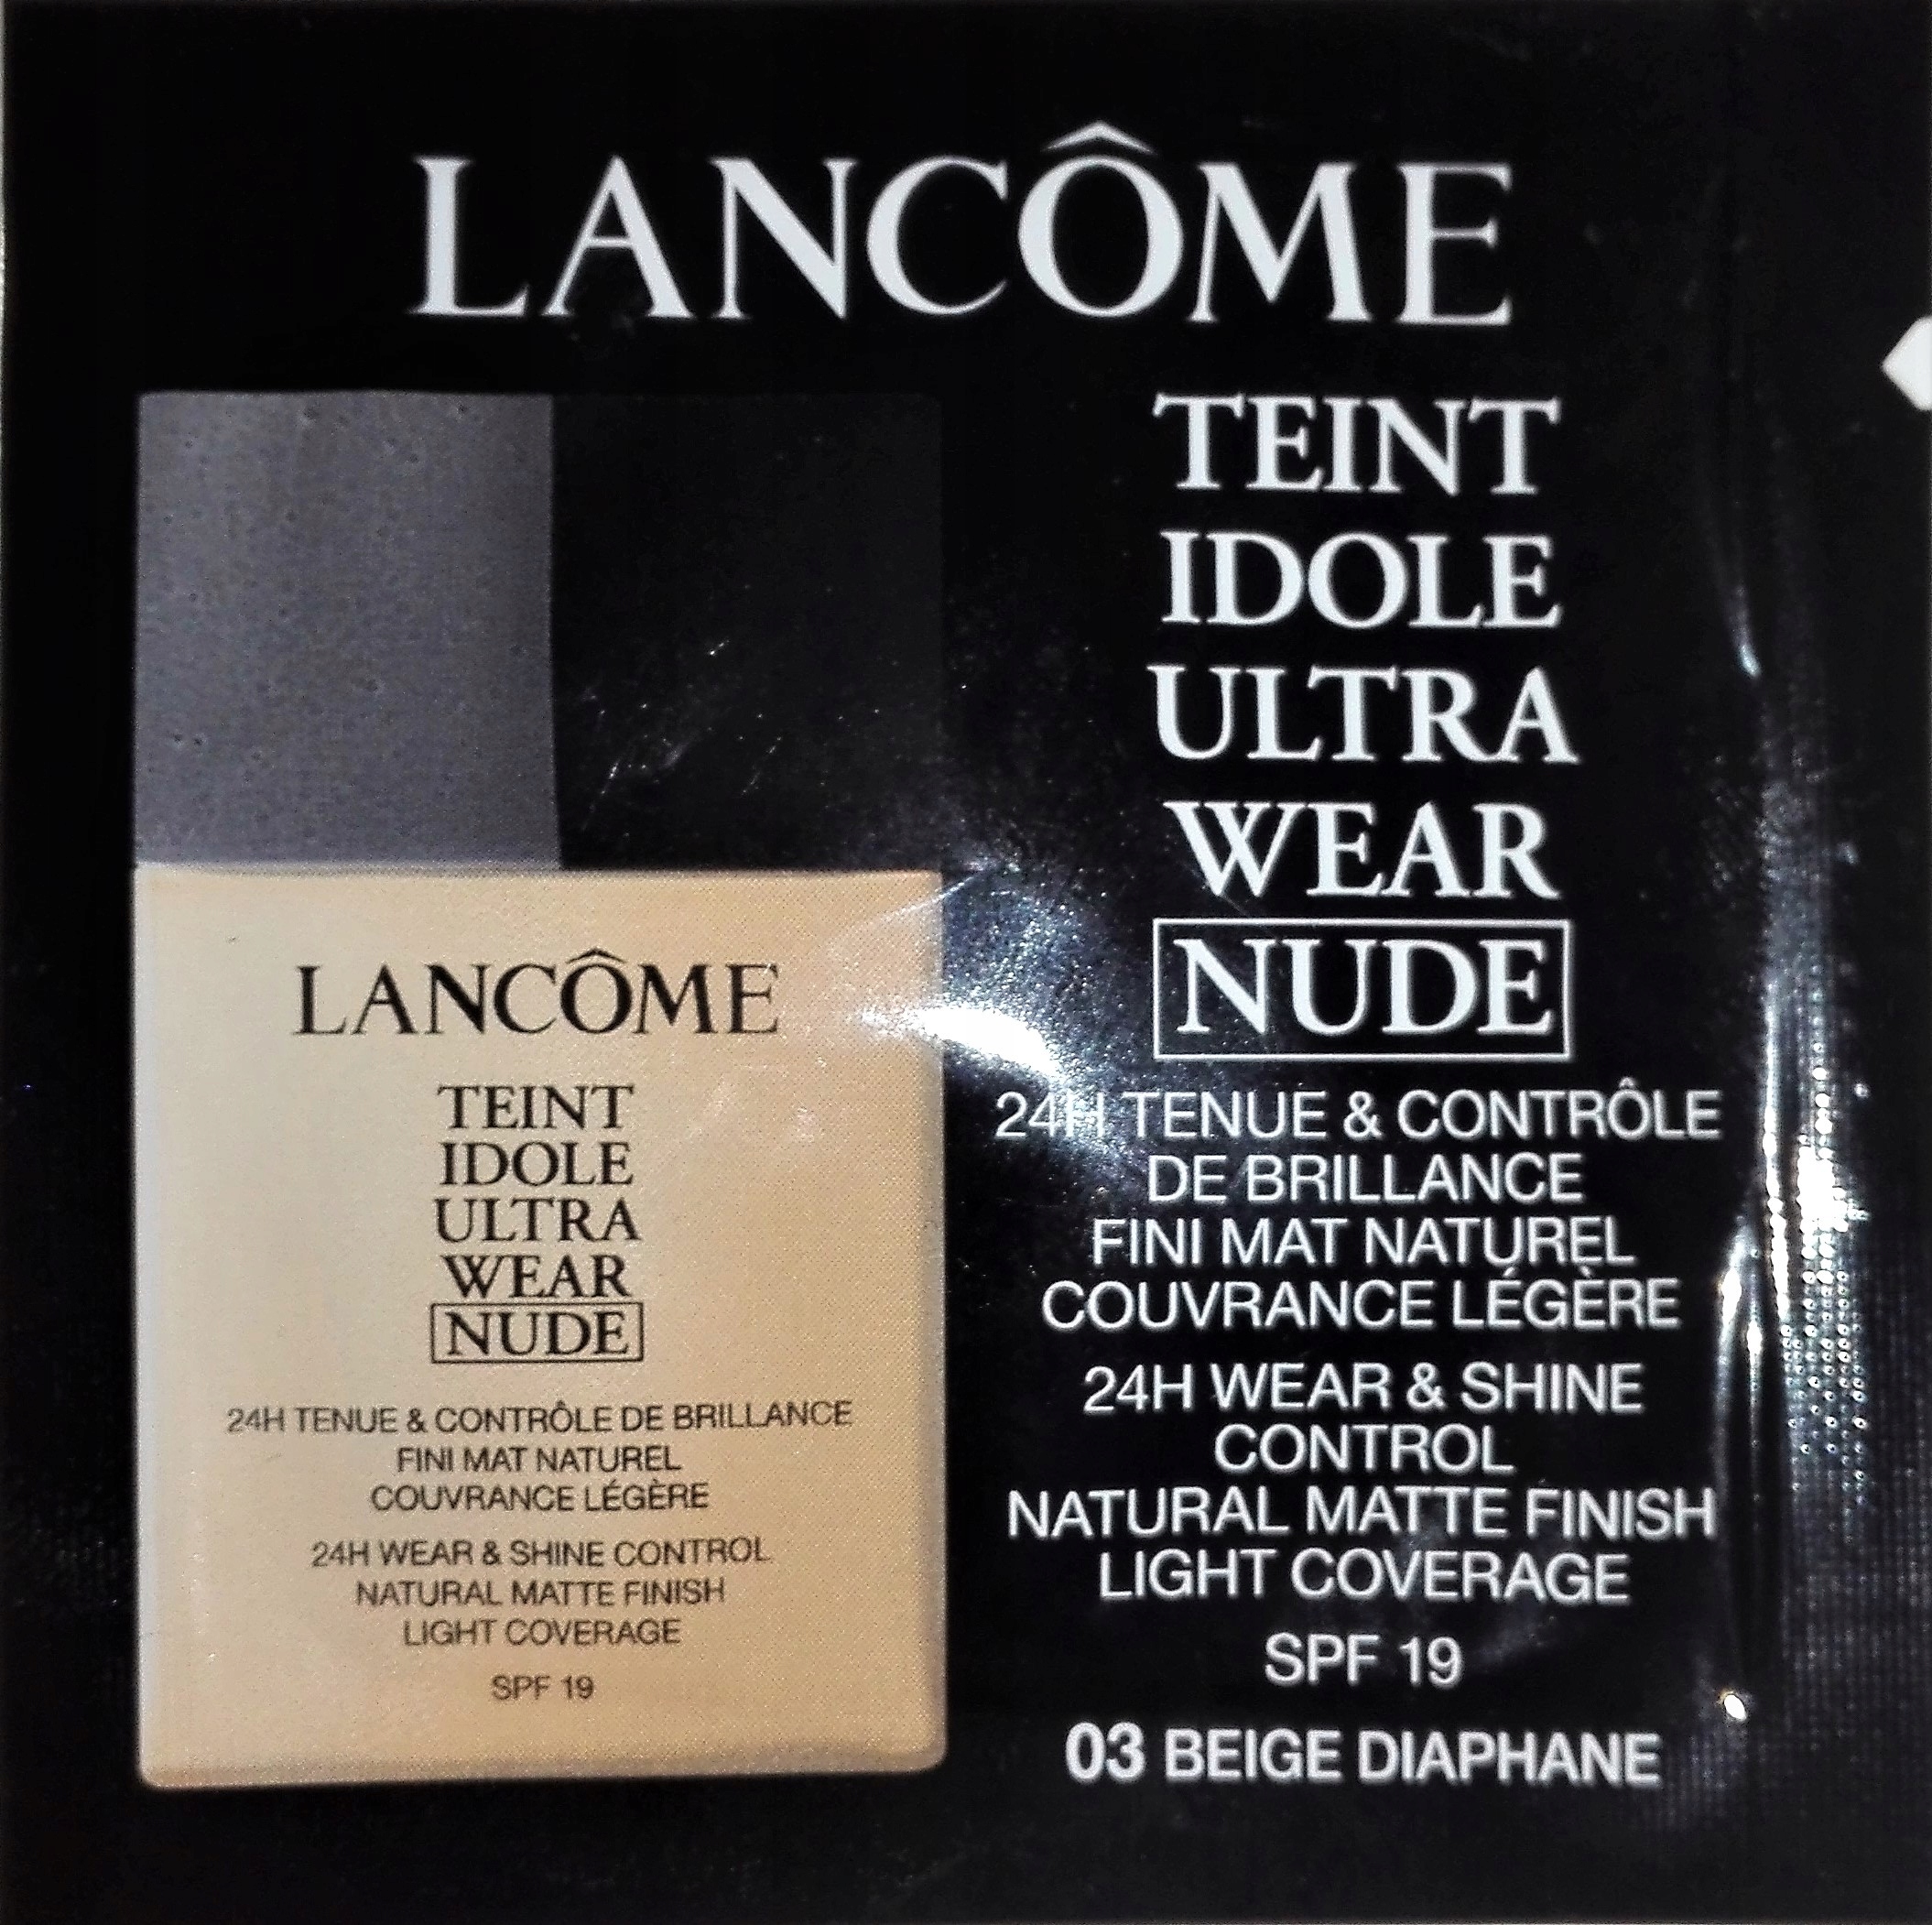 LANCÔME
TEINT
IDOLE
ULTRA
WEAR
NUDE
24H TENUE & CONTRÔLE
DE BRILLANCE
FINI MAT NATUREL
COUVRANCE LÉGÈRE
24H WEAR & SHINE
CONTROL
NATURAL MATTE FINISH
LIGHT COVERAGE
SPF 19
03 BEIGE DIAPHANE
LANCÔME
TEINT
IDOLE
ULTRA
WEAR
NUDE
24H TENUE & CONTRÔLE DE BRILLANCE
FINI MAT NATUREL
COUVRANCE LÉGÈRE
24H WEAR & SHINE CONTROL
NATURAL MATTE FINISH
LIGHT COVERAGE
SPF 19